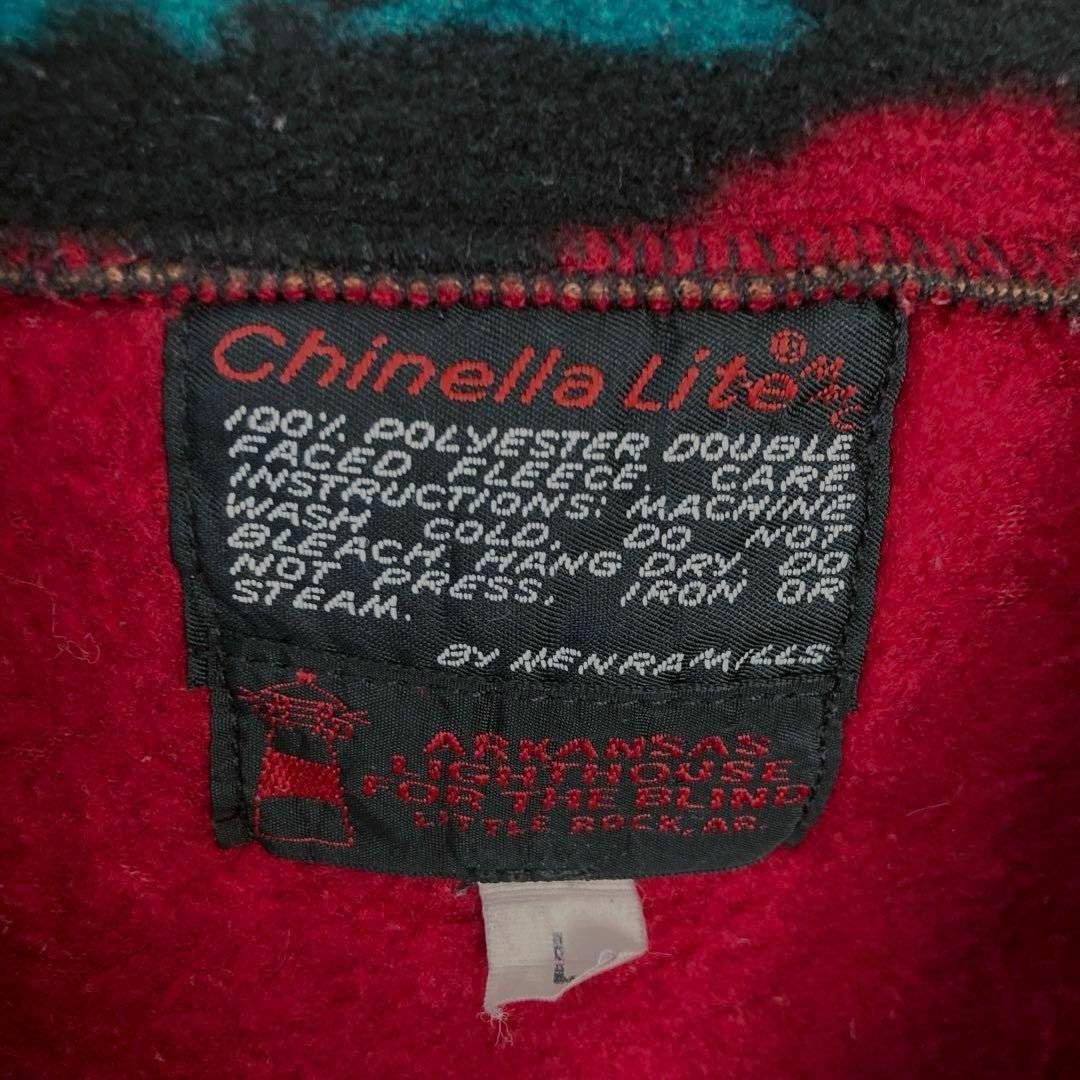 Chinella Lite® MMC
100% POLYESTER DOUBLE
FACED FLEECE. CARE
INSTRUCTIONS: MACHINE
WASH COLD, DO NOT
BLEACH. HANG DRY. DO
NOT PRESS, IRON OR
STEAM.
BY MENRA MILLS
ARKANSAS
LIGHTHOUSE
FOR THE BLIND
LITTLE ROCK, AR.
L